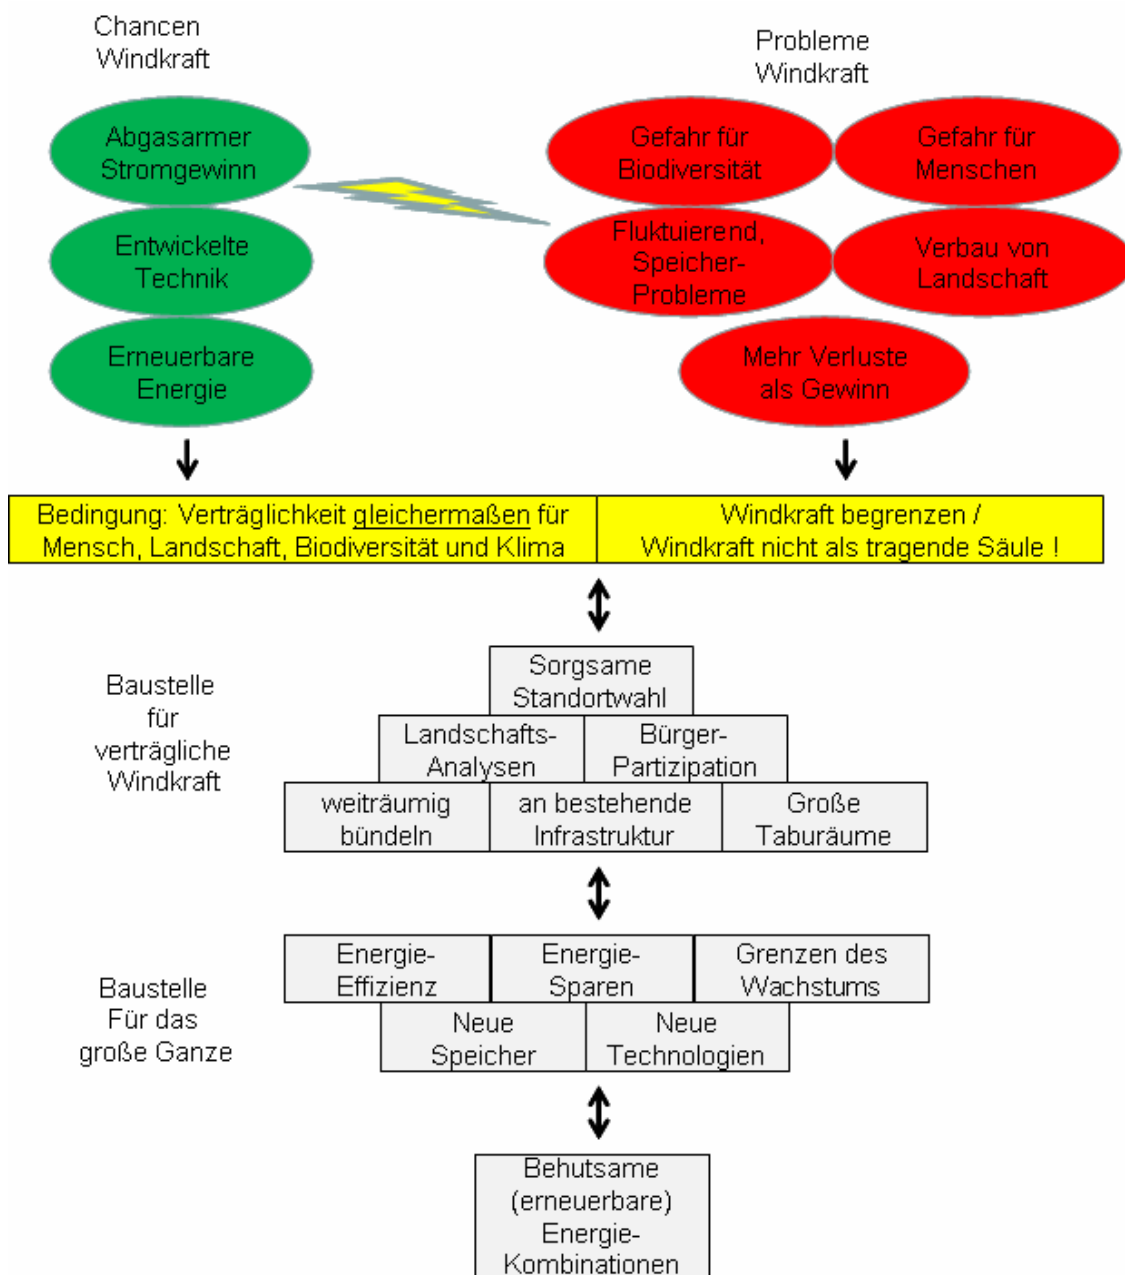 Chancen
Windkraft
Probleme
Windkraft
Abgasarmer
Stromgewinn
Entwickelte
Technik
Erneuerbare
Energie
Gefahr für
Biodiversität
Gefahr für
Menschen
Fluktuierend,
Speicher-
Probleme
Verbau von
Landschaft
Mehr Verluste
als Gewinn
Bedingung: Verträglichkeit gleichermaßen für
Mensch, Landschaft, Biodiversität und Klima
Windkraft begrenzen /
Windkraft nicht als tragende Säule !
Baustelle
für
verträgliche
Windkraft
Sorgsame
Standortwahl
Landschafts-
Analysen
Bürger-
Partizipation
weiträumig
bündeln
an bestehende
Infrastruktur
Große
Taburäume
Baustelle
Für das
große Ganze
Energie-
Effizienz
Energie-
Sparen
Grenzen des
Wachstums
Neue
Speicher
Neue
Technologien
Behutsame
(erneuerbare)
Energie-
Kombinationen